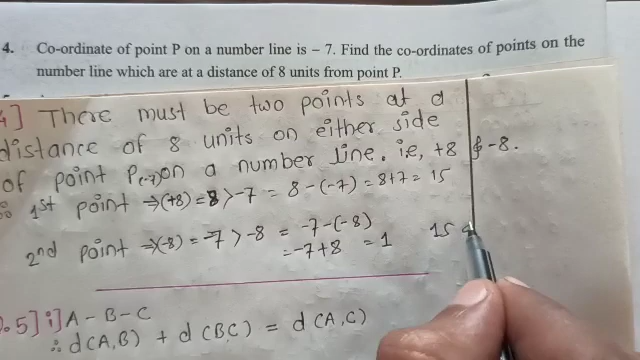 4. Co-ordinate of point P on a number line is – 7. Find the co-ordinates of points on the
number line which are at a distance of 8 units from point P.
4] There must be two points at a
distance of 8 units on either side
of point P(-7) on a number line. i.e, +8 & -8.
∴ 1st point → (+8) = 8 > -7 = 8 - (-7) = 8+7 = 15
2nd point → (-8) = -7 > -8 = -7 - (-8)
= -7 + 8 = 1 15
Q.5] i] A - B - C
∴ d(A,B) + d(B,C) = d(A,C)